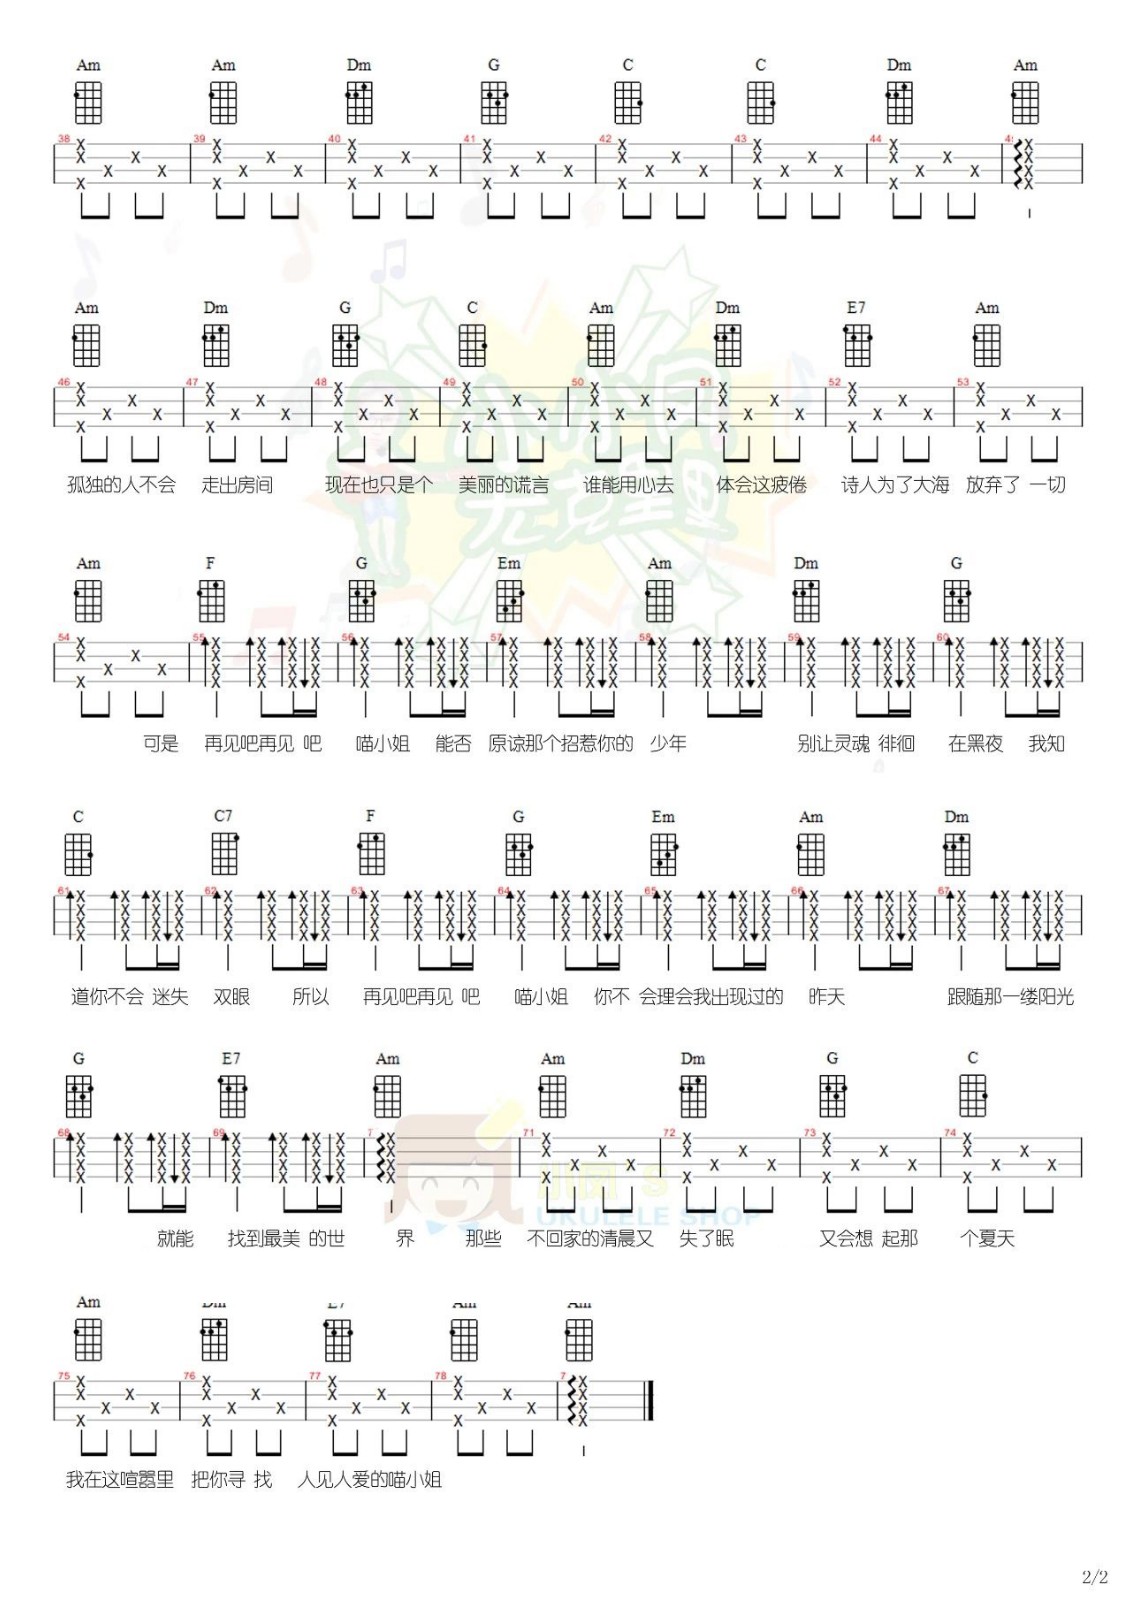 Am Am Dm G C C Dm Am
38 39 40 41 42 43 44
Am Dm G C Am Dm E7 Am
46 47 48 49 50 51 52 53
孤独的人不会 走出房间 现在也只是个 美丽的谎言 谁能用心去 体会这疲倦 诗人为了大海 放弃了 一切
Am F G Em Am Dm G
54 55 56 57 58 59 60
可是 再见吧再见 吧 喵小姐 能否 原谅那个招惹你的 少年 别让灵魂 徘徊 在黑夜 我知
C C7 F G Em Am Dm
61 62 63 64 65 66 67
道你不会 迷失 双眼 所以 再见吧再见 吧 喵小姐 你不 会理会我出现过的 昨天 跟随那一缕阳光
G E7 Am Am Dm G C
68 69 7 71 72 73 74
就能 找到最美 的世 界 那些 不回家的清晨又 失了眠 又会想 起那 个夏天
小阿's
UKULELE SHOP
Am Dm E7 Am Am
75 76 77 78 7
我在这喧嚣里 把你寻 找 人见人爱的喵小姐
2/2